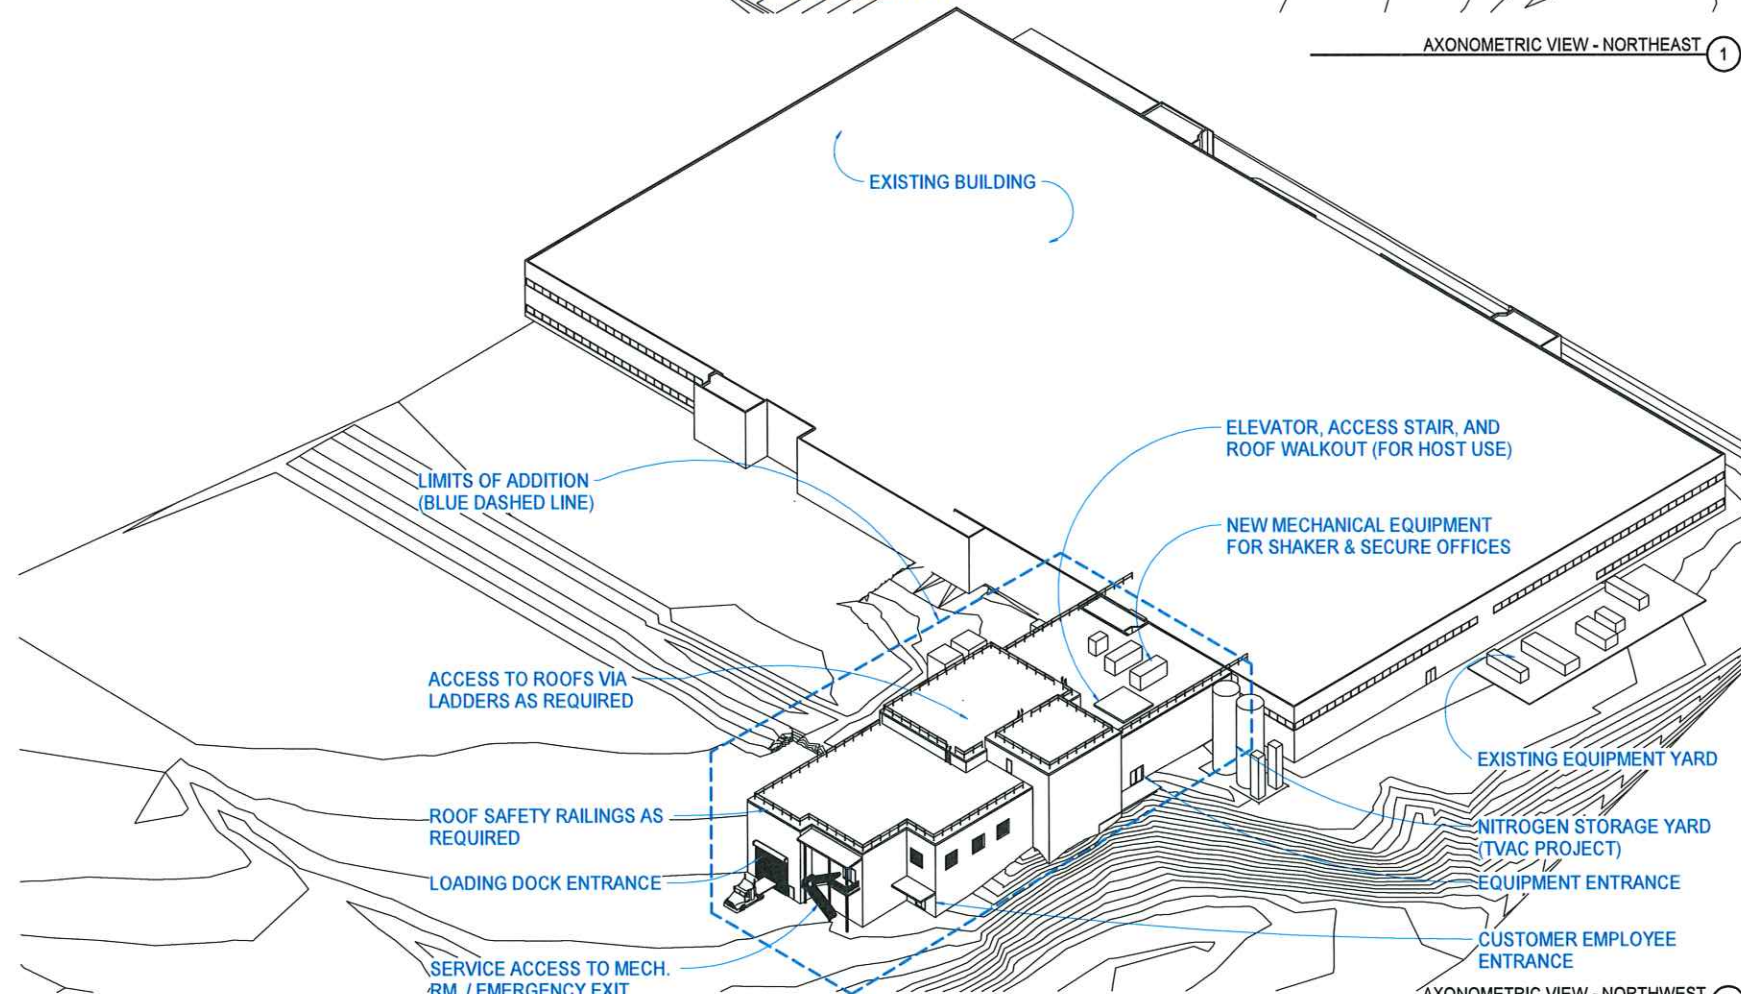 AXONOMETRIC VIEW - NORTHEAST
1
EXISTING BUILDING
ELEVATOR, ACCESS STAIR, AND
ROOF WALKOUT (FOR HOST USE)
LIMITS OF ADDITION
(BLUE DASHED LINE)
NEW MECHANICAL EQUIPMENT
FOR SHAKER & SECURE OFFICES
ACCESS TO ROOFS VIA
LADDERS AS REQUIRED
EXISTING EQUIPMENT YARD
ROOF SAFETY RAILINGS AS
REQUIRED
NITROGEN STORAGE YARD
(TVAC PROJECT)
LOADING DOCK ENTRANCE
EQUIPMENT ENTRANCE
CUSTOMER EMPLOYEE
ENTRANCE
SERVICE ACCESS TO MECH.
RM. / EMERGENCY EXIT
AXONOMETRIC VIEW - NORTHWEST